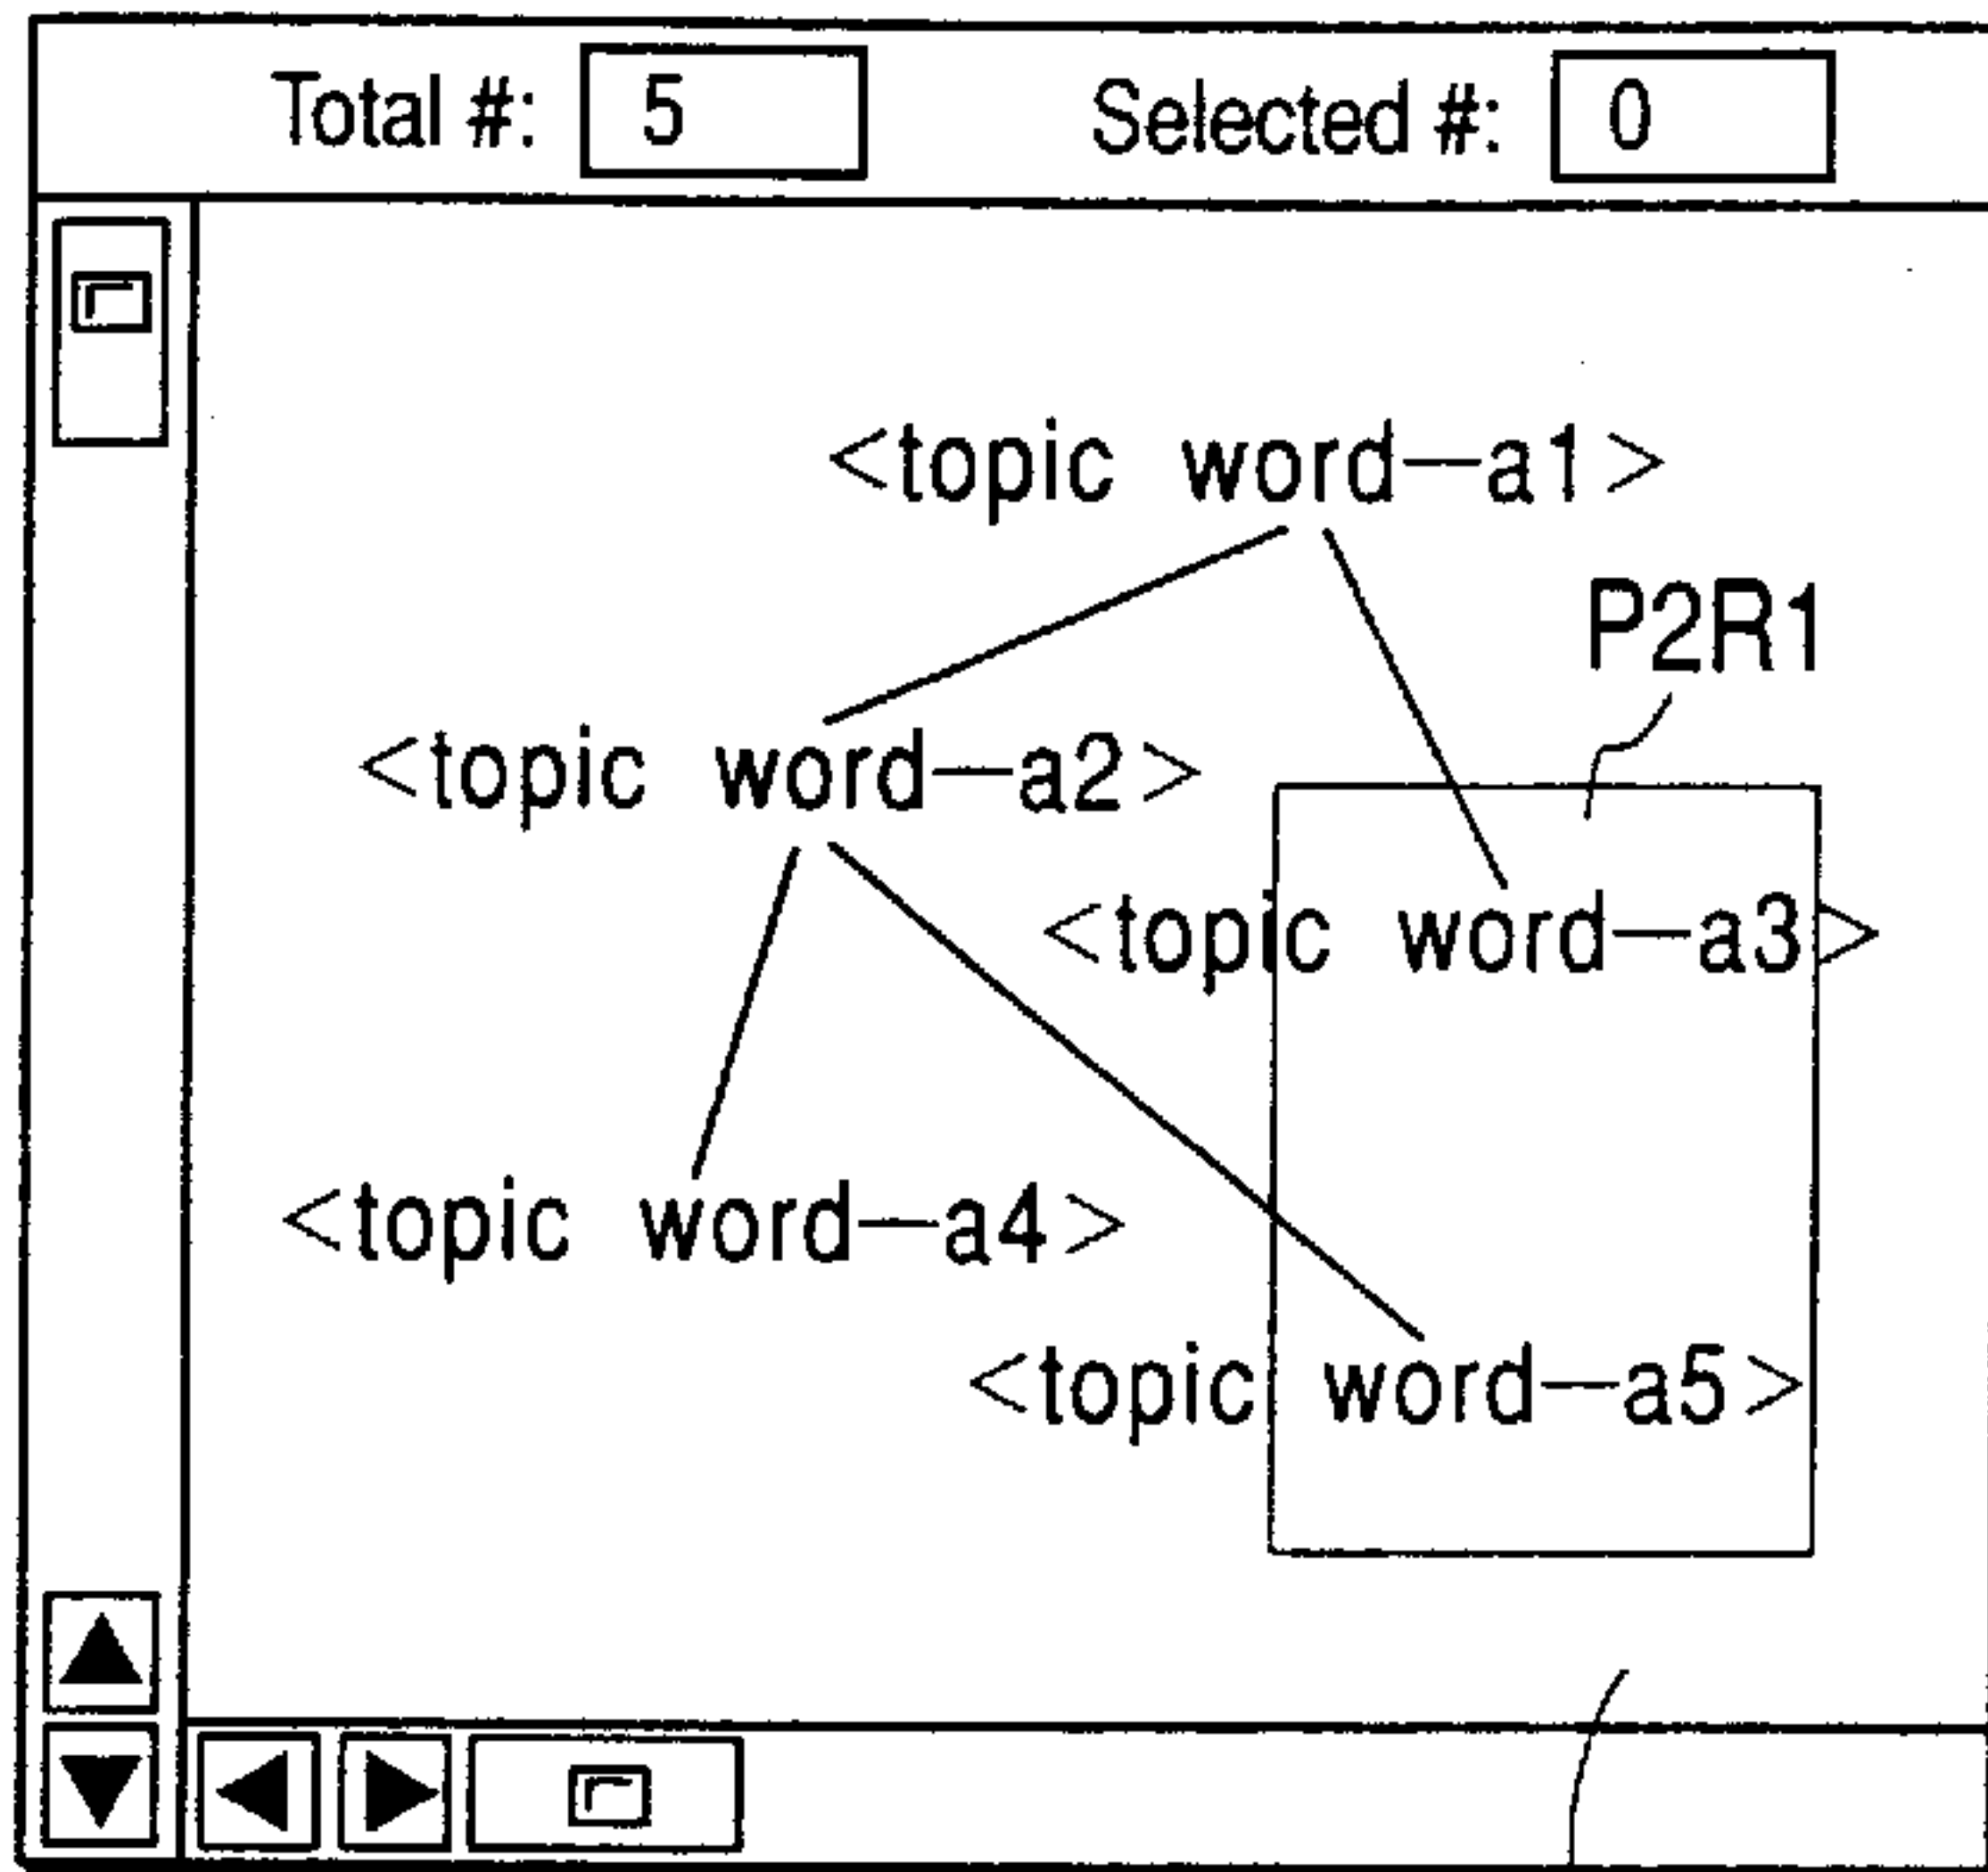 Total #: 5 Selected #: 0
<topic word—a1>
P2R1
<topic word—a2>
<topic word—a3>
<topic word—a4>
<topic word—a5>